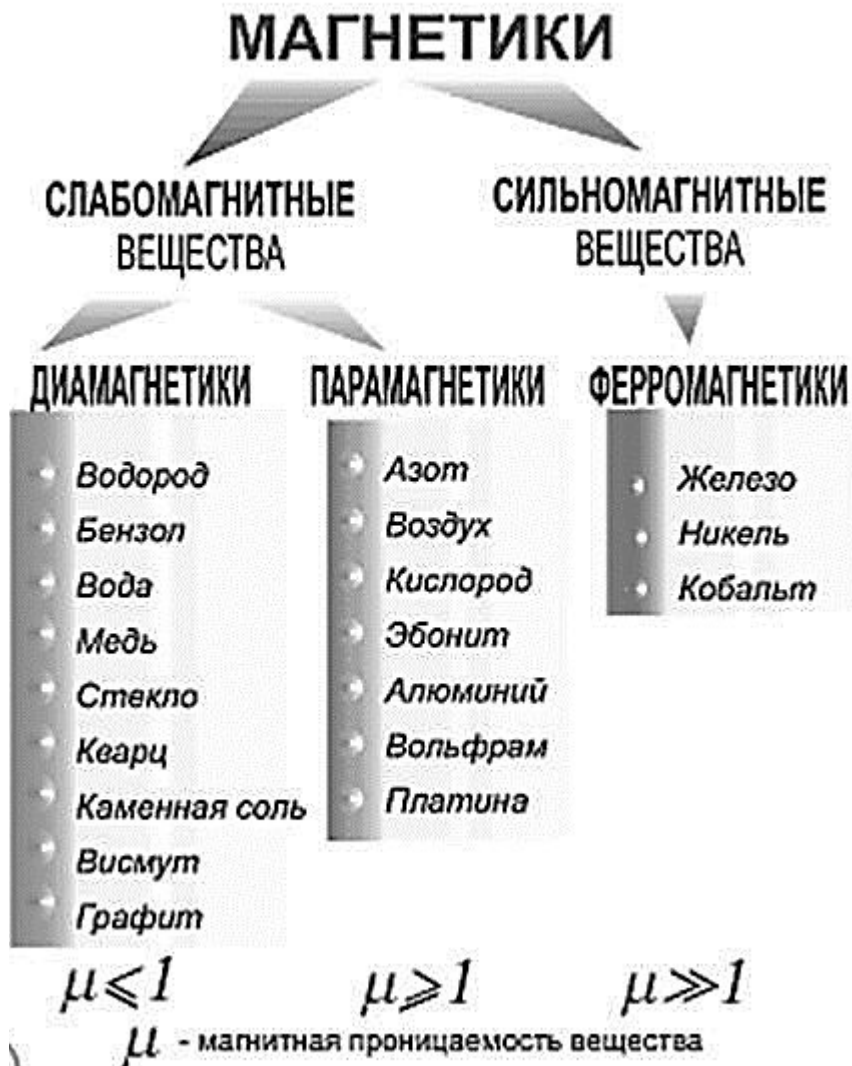 МАГНЕТИКИ
СЛАБОМАГНИТНЫЕ
ВЕЩЕСТВА
СИЛЬНОМАГНИТНЫЕ
ВЕЩЕСТВА
ДИАМАГНЕТИКИ
Водород
Бензол
Вода
Медь
Стекло
Кварц
Каменная соль
Висмут
Графит
μ⩽1
ПАРАМАГНЕТИКИ
Азот
Воздух
Кислород
Эбонит
Алюминий
Вольфрам
Платина
μ⩾1
ФЕРРОМАГНЕТИКИ
Железо
Никель
Кобальт
μ≫1
μ - магнитная проницаемость вещества
)